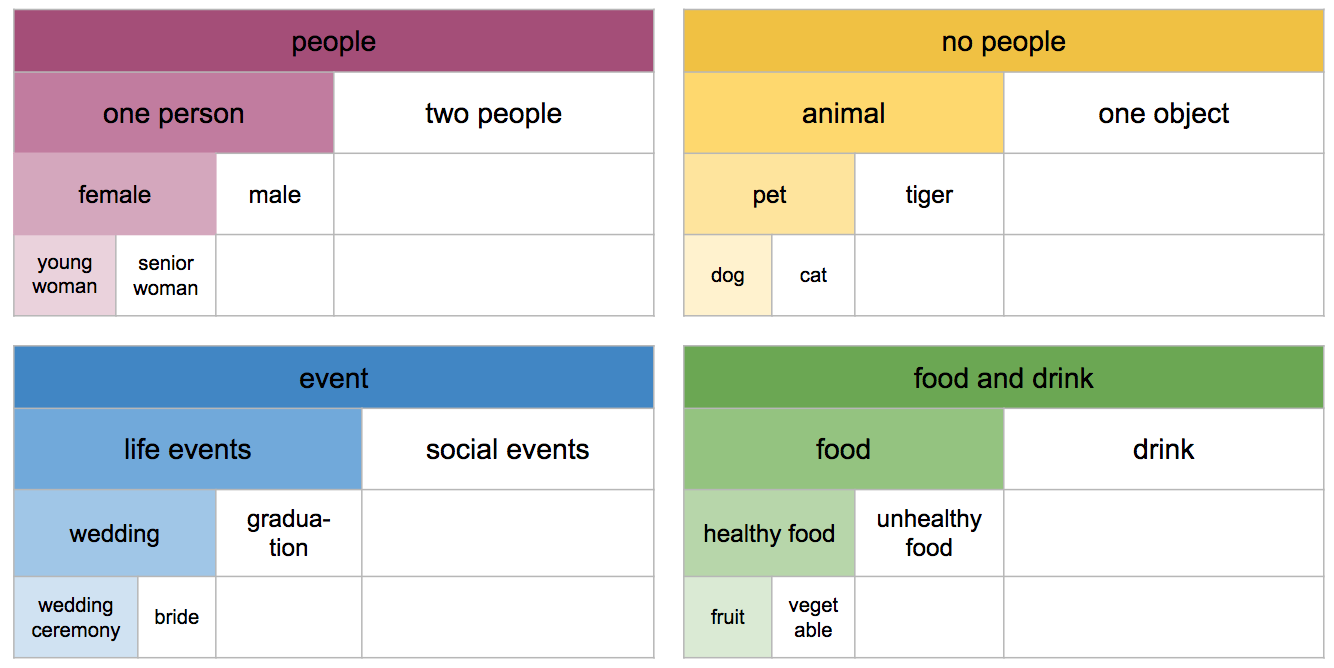 people
one person
two people
female
male
young
woman
senior
woman
no people
animal
one object
pet
tiger
dog
cat
event
life events
social events
wedding
gradua-
tion
wedding
ceremony
bride
food and drink
food
drink
healthy food
unhealthy
food
fruit
veget
able